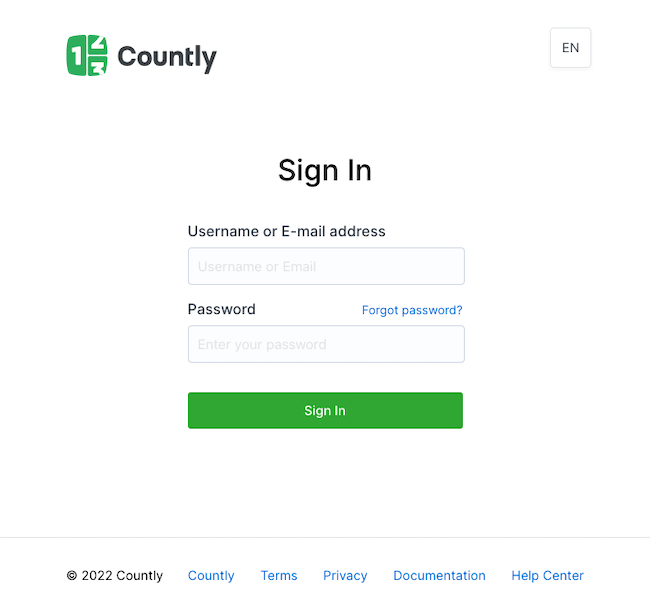 123 Countly
EN
Sign In
Username or E-mail address
Username or Email
Password Forgot password?
Enter your password
Sign In
© 2022 Countly Countly Terms Privacy Documentation Help Center